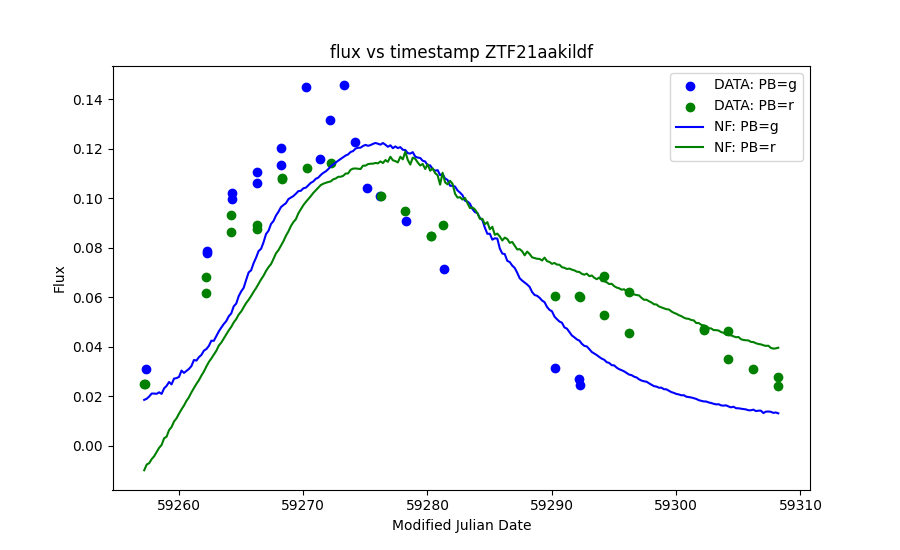 flux vs timestamp ZTF21aakildf
DATA: PB=g
DATA: PB=r
NF: PB=g
NF: PB=r
0.14
0.12
0.10
0.08
0.06
0.04
0.02
0.00
Flux
59260 59270 59280 59290 59300 59310
Modified Julian Date